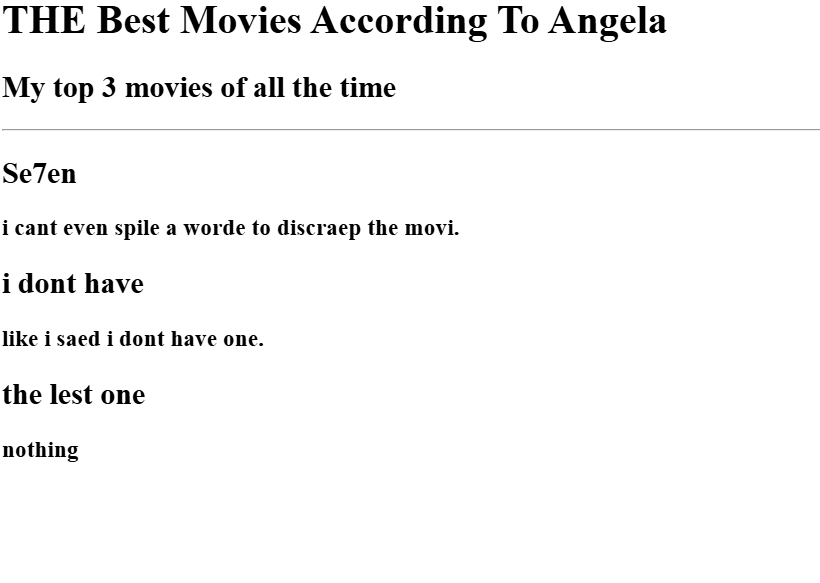 THE Best Movies According To Angela
My top 3 movies of all the time
Se7en
i cant even spile a worde to discraep the movi.
i dont have
like i saed i dont have one.
the lest one
nothing